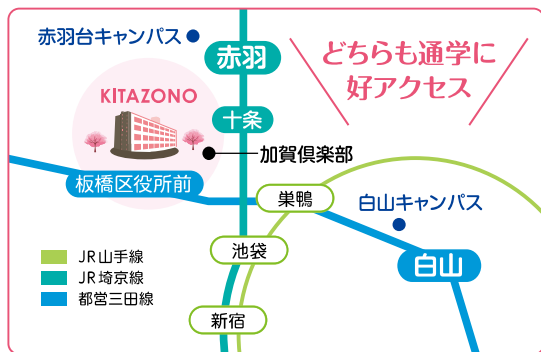 赤羽台キャンパス
赤羽
どちらも通学に
好アクセス
KITAZONO
十条
加賀倶楽部
板橋区役所前
巣鴨
白山キャンパス
池袋
白山
JR山手線
JR埼京線
都営三田線
新宿